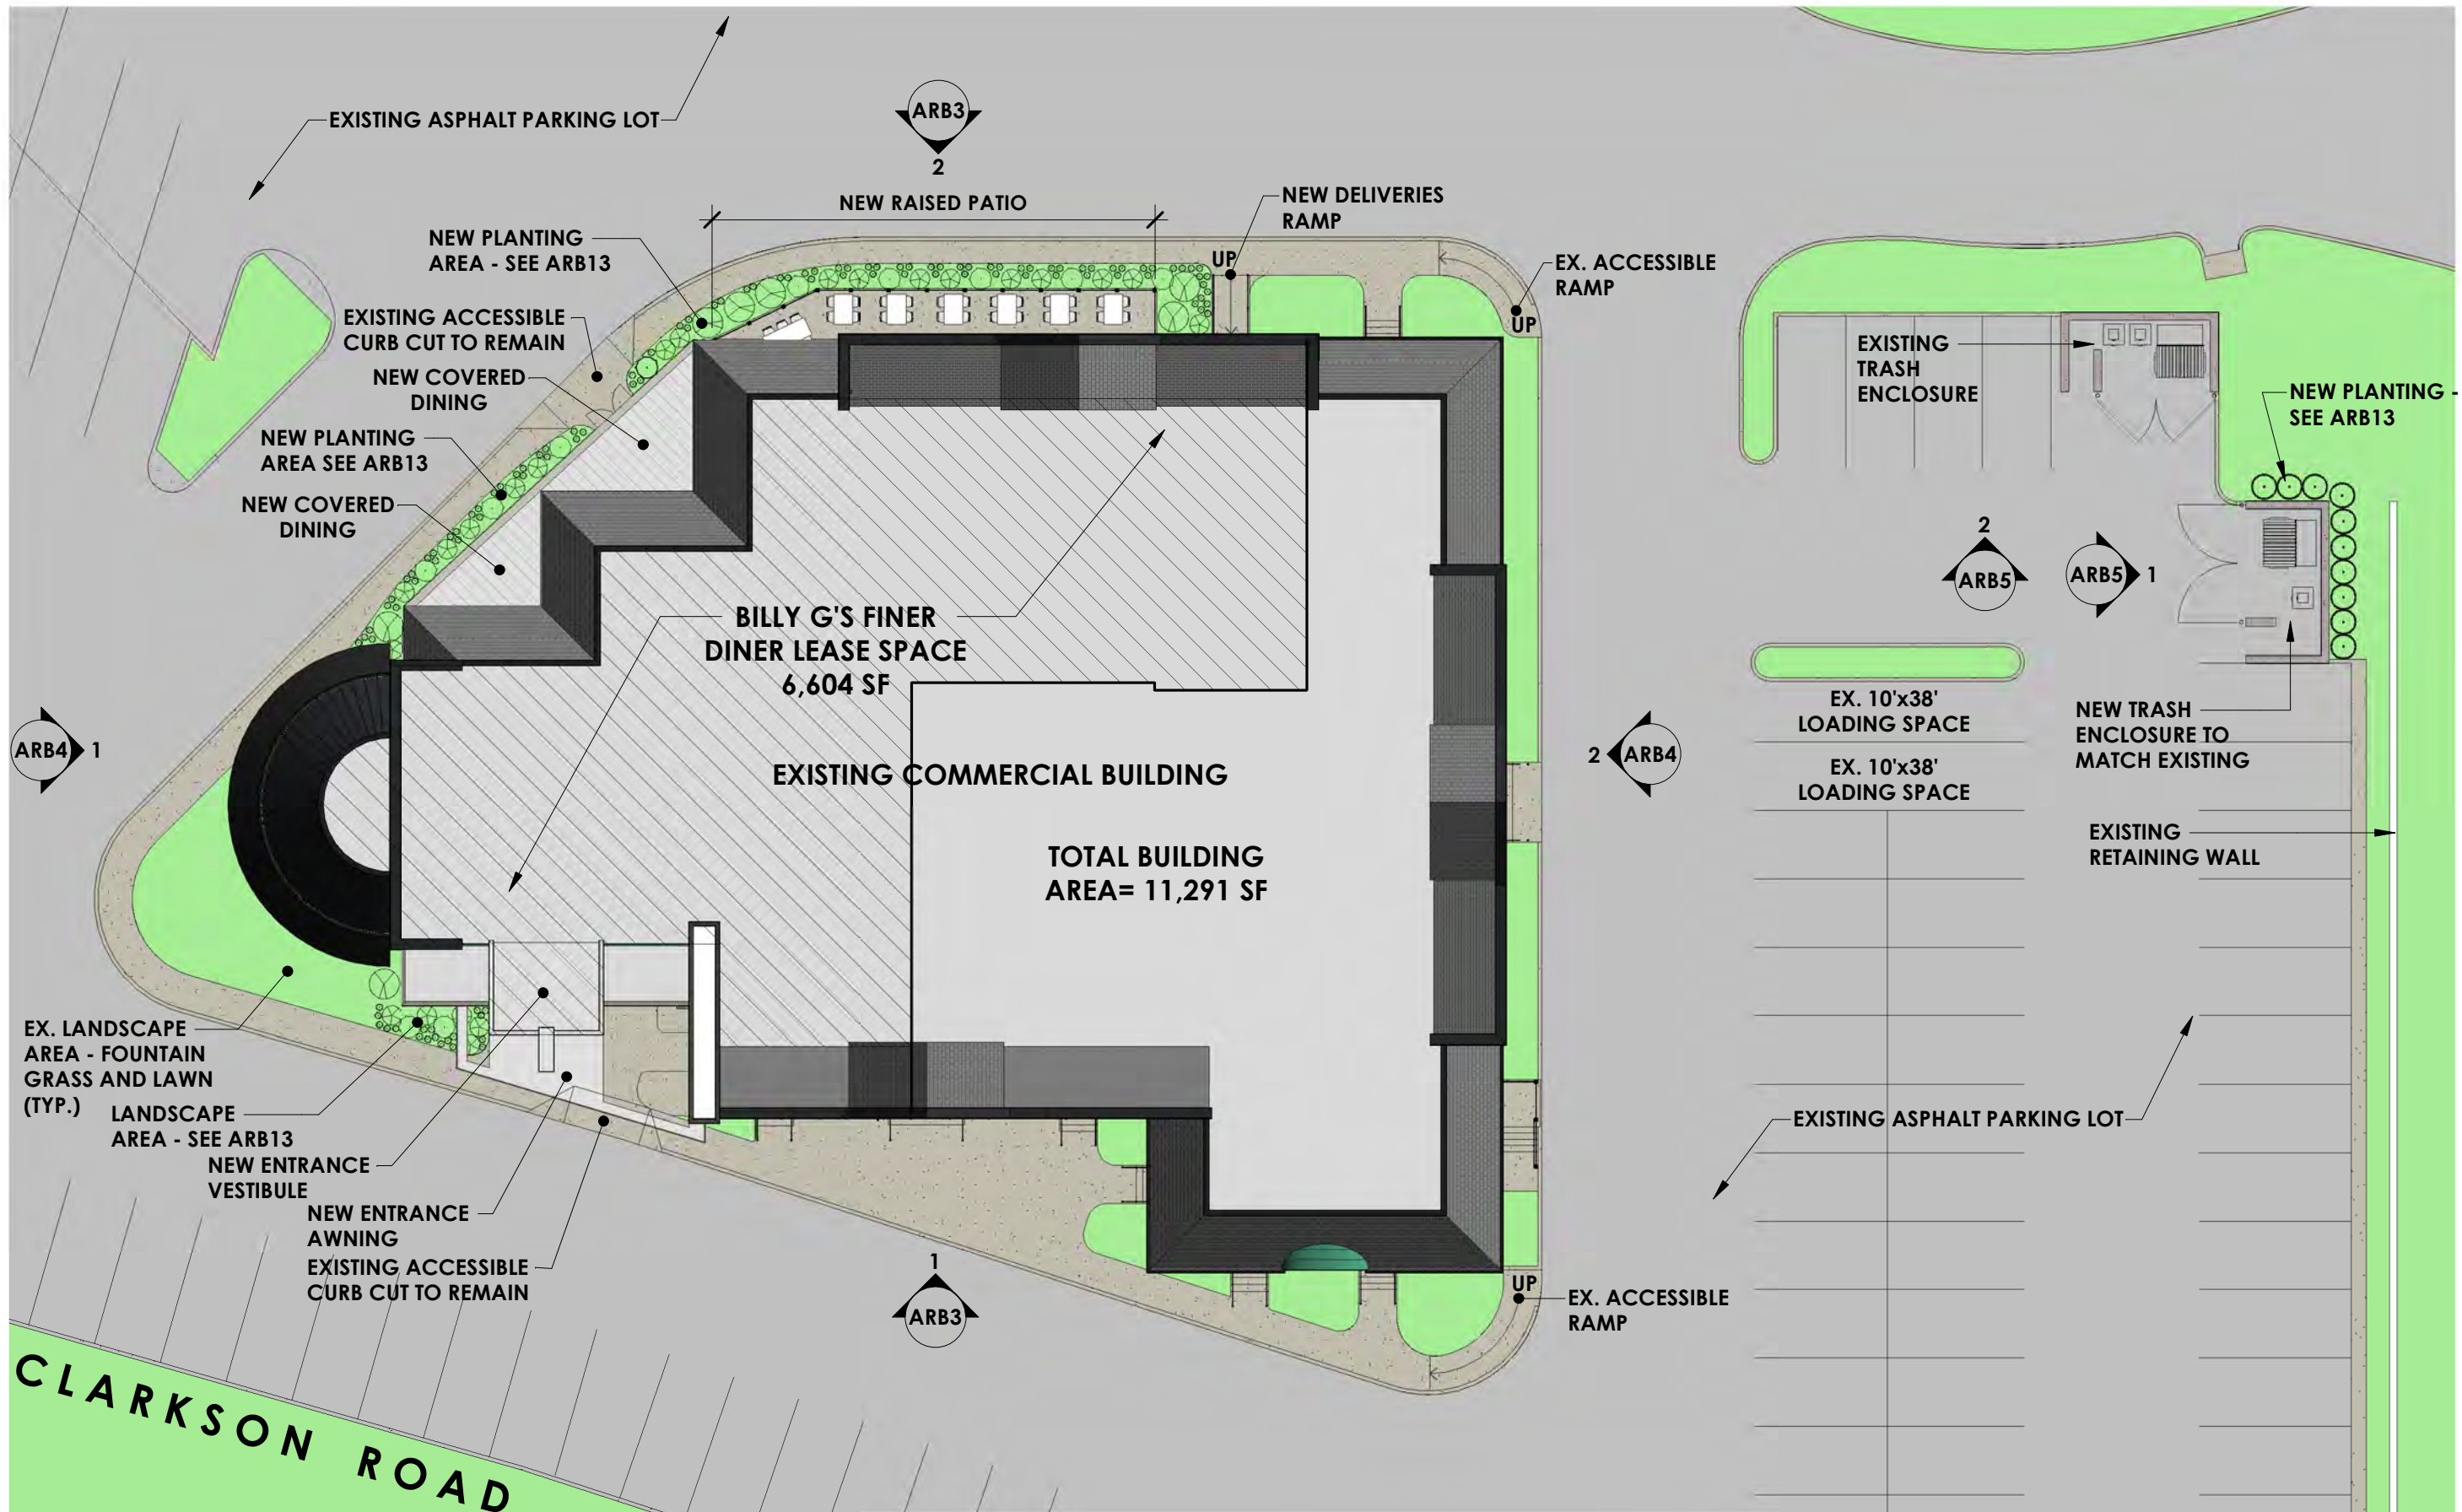 EXISTING ASPHALT PARKING LOT
ARB3
2
NEW RAISED PATIO
NEW DELIVERIES
RAMP
NEW PLANTING
AREA - SEE ARB13
UP
EX. ACCESSIBLE
RAMP
UP
EXISTING ACCESSIBLE
CURB CUT TO REMAIN
NEW COVERED
DINING
NEW PLANTING
AREA SEE ARB13
NEW COVERED
DINING
EXISTING
TRASH
ENCLOSURE
NEW PLANTING -
SEE ARB13
2
ARB5
ARB5
1
BILLY G'S FINER
DINER LEASE SPACE
6,604 SF
EX. 10'x38'
LOADING SPACE
EX. 10'x38'
LOADING SPACE
NEW TRASH
ENCLOSURE TO
MATCH EXISTING
ARB4
1
2
ARB4
EXISTING COMMERCIAL BUILDING
TOTAL BUILDING
AREA= 11,291 SF
EXISTING
RETAINING WALL
EX. LANDSCAPE
AREA - FOUNTAIN
GRASS AND LAWN
(TYP.)
LANDSCAPE
AREA - SEE ARB13
NEW ENTRANCE
VESTIBULE
NEW ENTRANCE
AWNING
EXISTING ACCESSIBLE
CURB CUT TO REMAIN
EXISTING ASPHALT PARKING LOT
1
ARB3
UP
EX. ACCESSIBLE
RAMP
CLARKSON ROAD